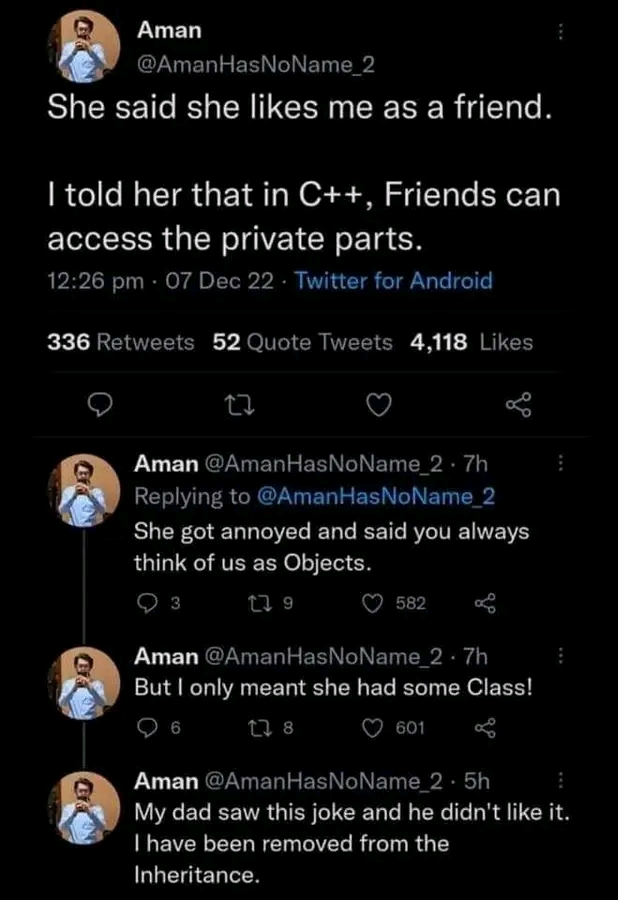 Aman
@AmanHasNoName_2
She said she likes me as a friend.
I told her that in C++, Friends can
access the private parts.
12:26 pm · 07 Dec 22 · Twitter for Android
336 Retweets 52 Quote Tweets 4,118 Likes
Aman @AmanHasNoName_2 · 7h
Replying to @AmanHasNoName_2
She got annoyed and said you always
think of us as Objects.
3 9 582
Aman @AmanHasNoName_2 · 7h
But I only meant she had some Class!
6 8 601
Aman @AmanHasNoName_2 · 5h
My dad saw this joke and he didn't like it.
I have been removed from the
Inheritance.